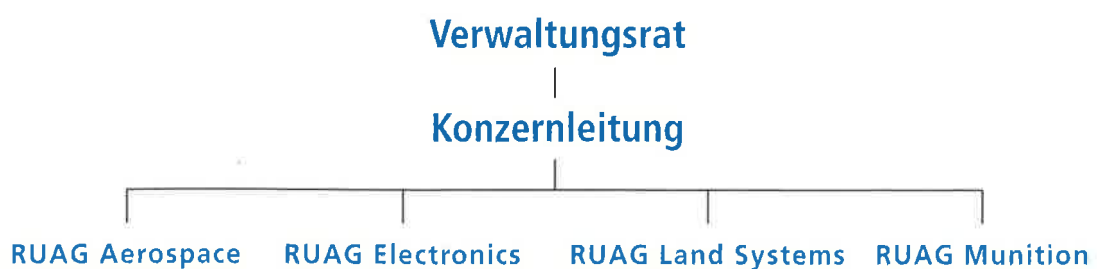 Verwaltungsrat
Konzernleitung
RUAG Aerospace RUAG Electronics RUAG Land Systems RUAG Munition